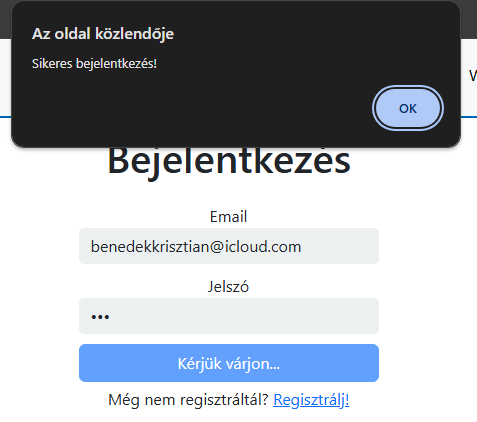 Az oldal közlendője
Sikeres bejelentkezés!
OK
Bejelentkezés
Email
benedekkrisztian@icloud.com
Jelszó
•••
Kérjük várjon...
Még nem regisztráltál? Regisztrálj!